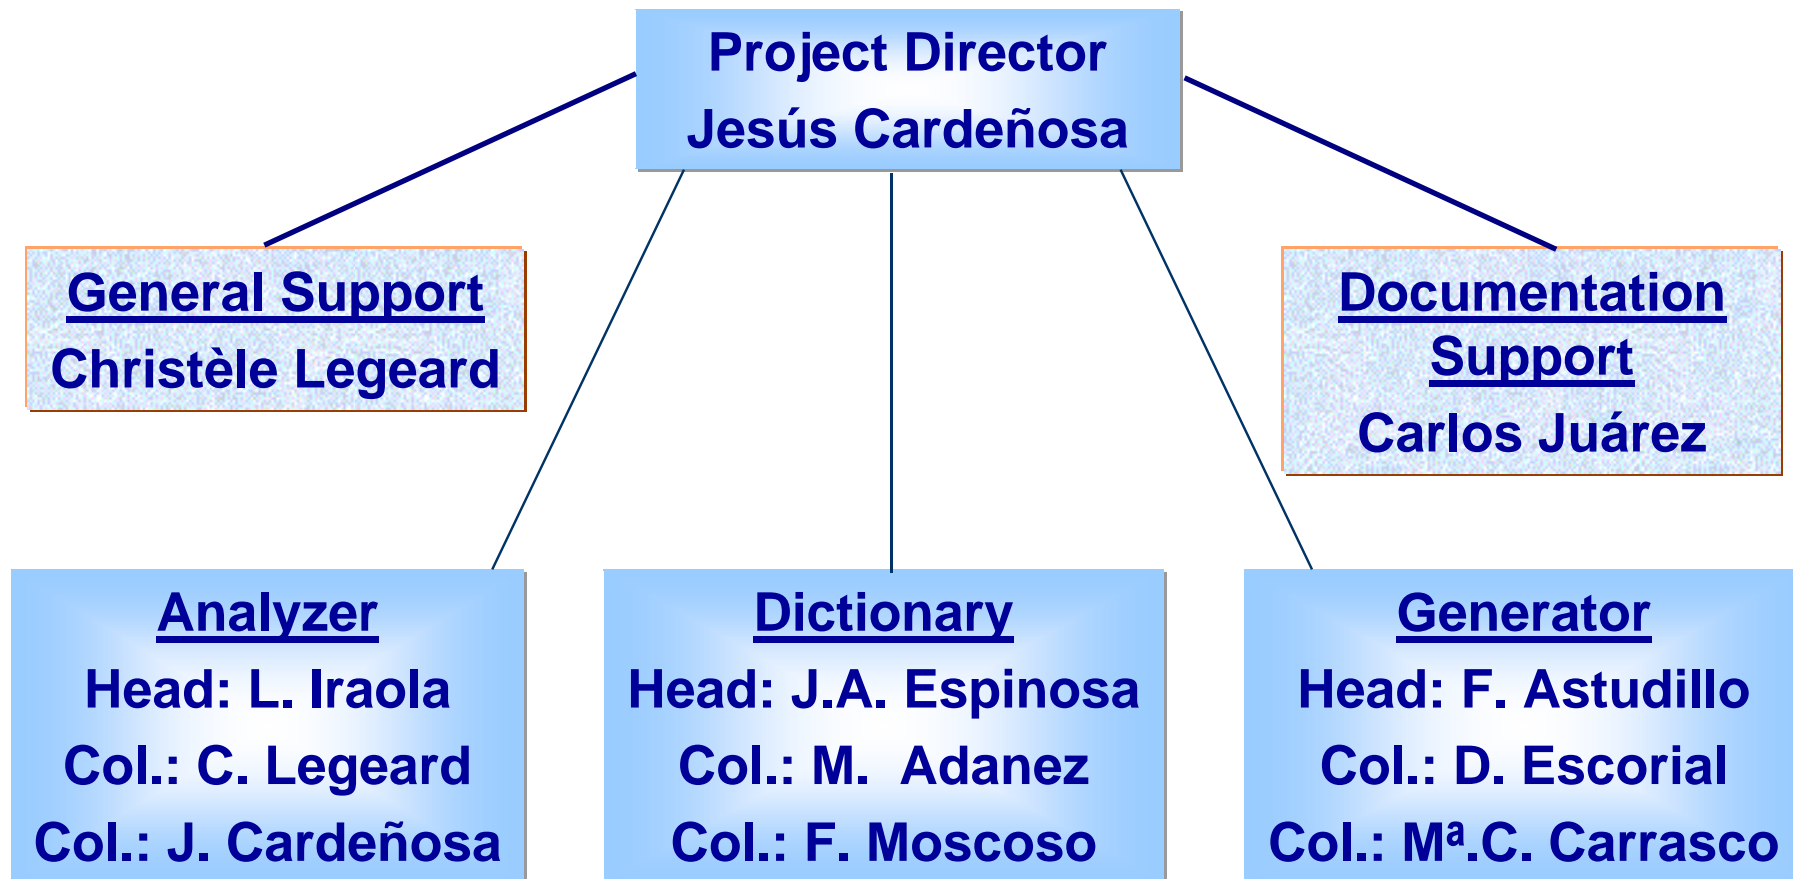 Project Director
Jesús Cardeñosa
General Support
Christèle Legeard
Documentation
Support
Carlos Juárez
Analyzer
Head: L. Iraola
Col.: C. Legeard
Col.: J. Cardeñosa
Dictionary
Head: J.A. Espinosa
Col.: M.  Adanez
Col.: F. Moscoso
Generator
Head: F. Astudillo
Col.: D. Escorial
Col.: Mª.C. Carrasco